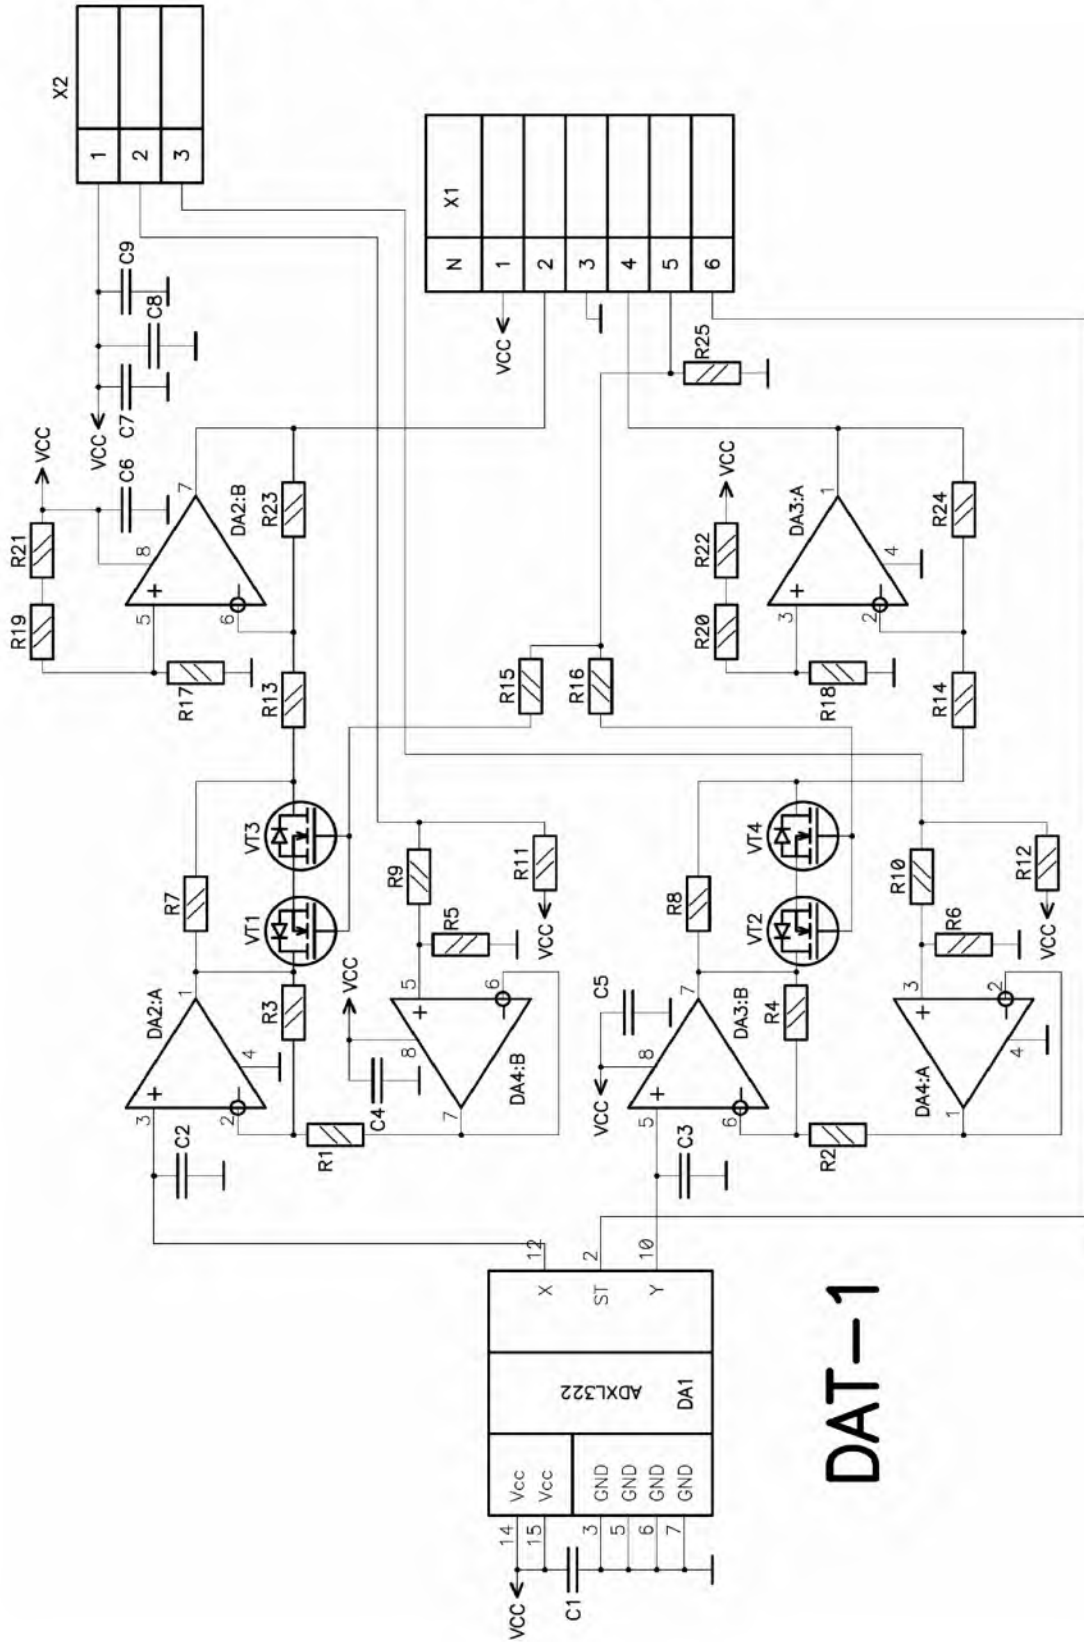 X2
1
2
3
N
X1
1
2
3
4
5
6
VCC
C9
C8
C7
VCC
C6
VCC
R21
R19
8
7
DA2:B
+
5
6
R17
R23
R13
R25
R15
R16
VCC
R22
R20
DA3:A
1
+
3
2
4
R18
R24
R14
R7
VT3
VT1
DA2:A
1
+
3
2
4
R3
C2
R1
R9
R11
VCC
R5
VCC
8
C4
5
+
6
DA4:B
7
R8
VT4
VT2
C5
VCC
8
7
DA3:B
+
5
6
R4
C3
R2
R10
R12
VCC
R6
3
+
2
4
DA4:A
1
12
2
10
X
ST
Y
ADXL322
DA1
Vcc
Vcc
GND
GND
GND
GND
14
15
3
5
6
7
VCC
C1
DAT-1